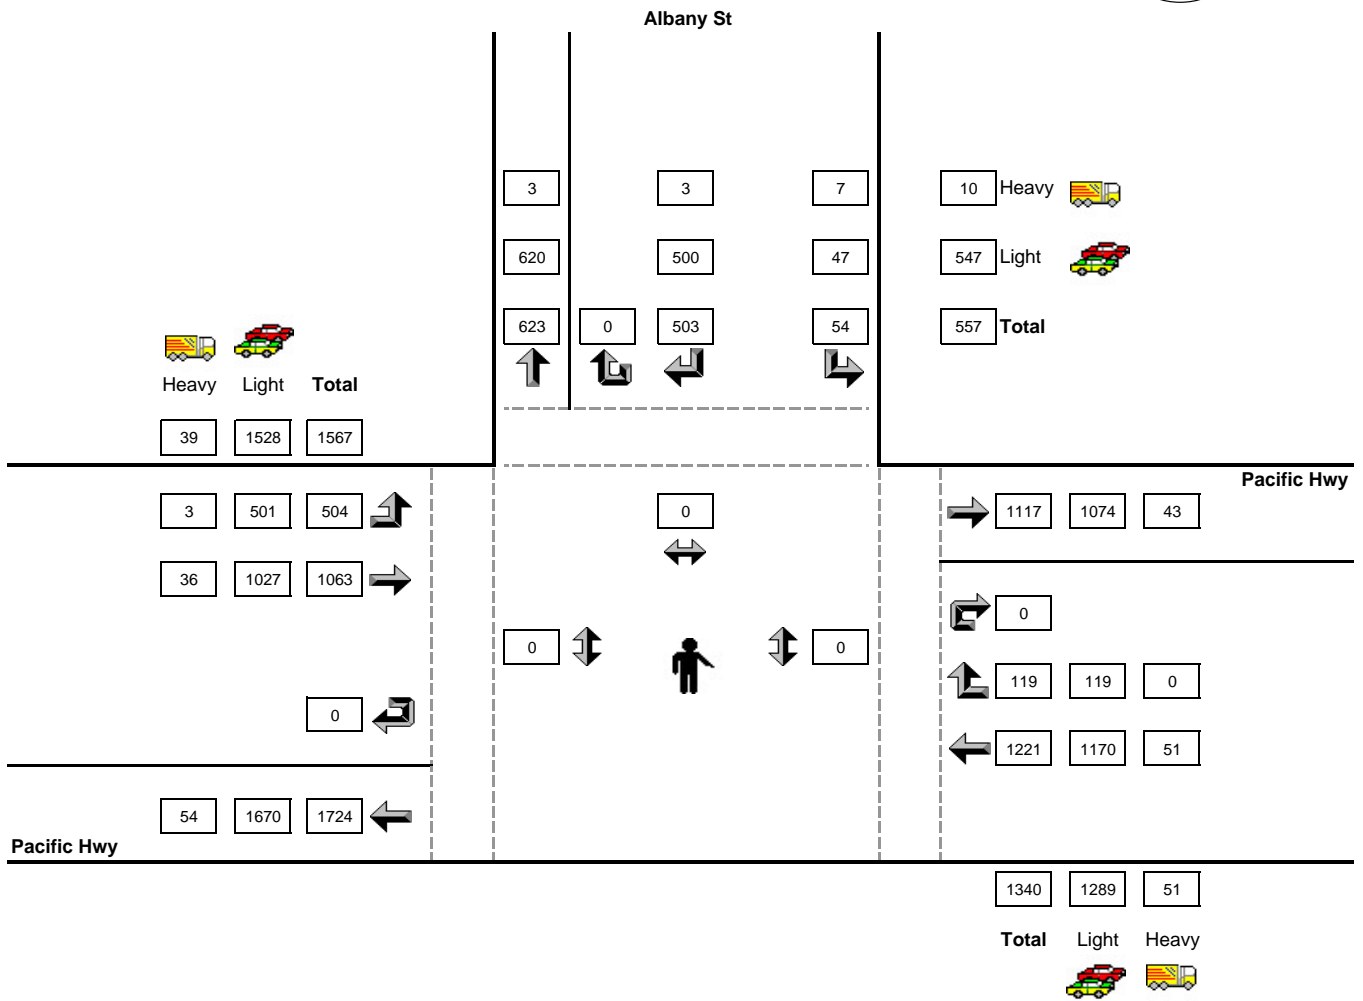 Albany St
3 3 7 10 Heavy
620 500 47 547 Light
623 0 503 54 557 Total
Heavy Light Total
39 1528 1567
Pacific Hwy
3 501 504 0 1117 1074 43
36 1027 1063
0
0 0
119 119 0
0
1221 1170 51
54 1670 1724
Pacific Hwy
1340 1289 51
Total Light Heavy